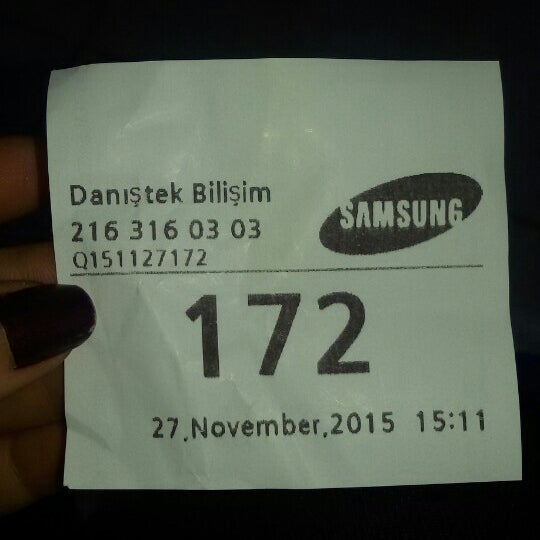 Danıştek Bilişim
216 316 03 03
SAMSUNG
Q151127172
172
27.November.2015 15:11